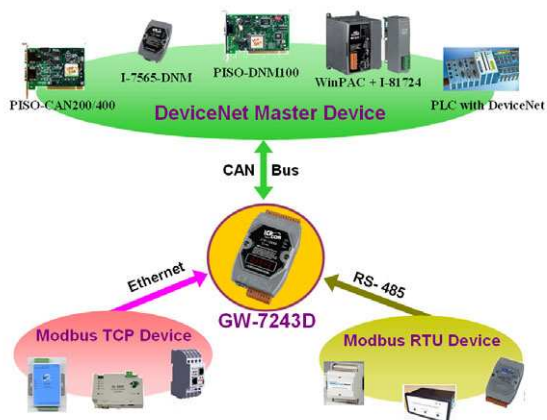 PISO-CAN200/400
I-7565-DNM
PISO-DNM100
WinPAC + I-81724
PLC with DeviceNet
DeviceNet Master Device
CAN Bus
Ethernet
RS-485
GW-7243D
Modbus TCP Device
Modbus RTU Device